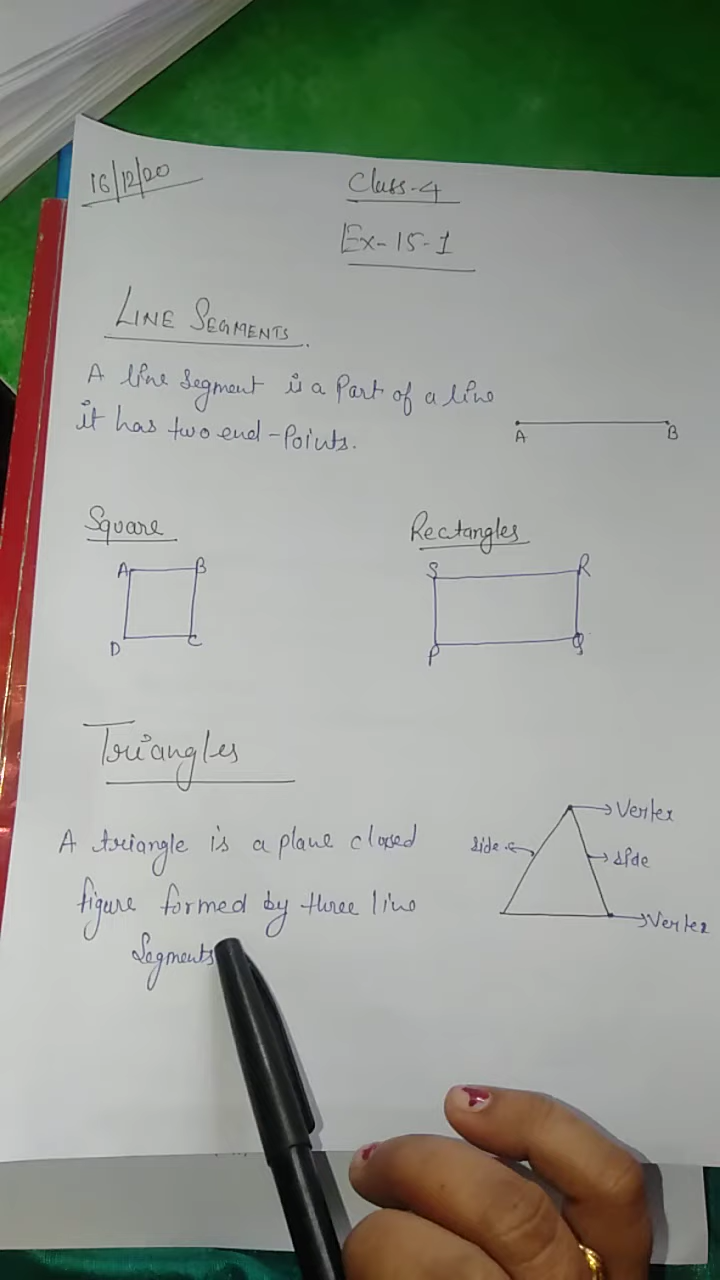 16/12/20
Class-4
Ex-15-1
LINE SEGMENTS.
A line segment is a Part of a line
it has two end-Points.
A B
Square
A B
D C
Rectangles
S R
P Q
Triangles
A triangle is a plane closed
figure formed by three line
Segments
Vertex
side
side
Vertex